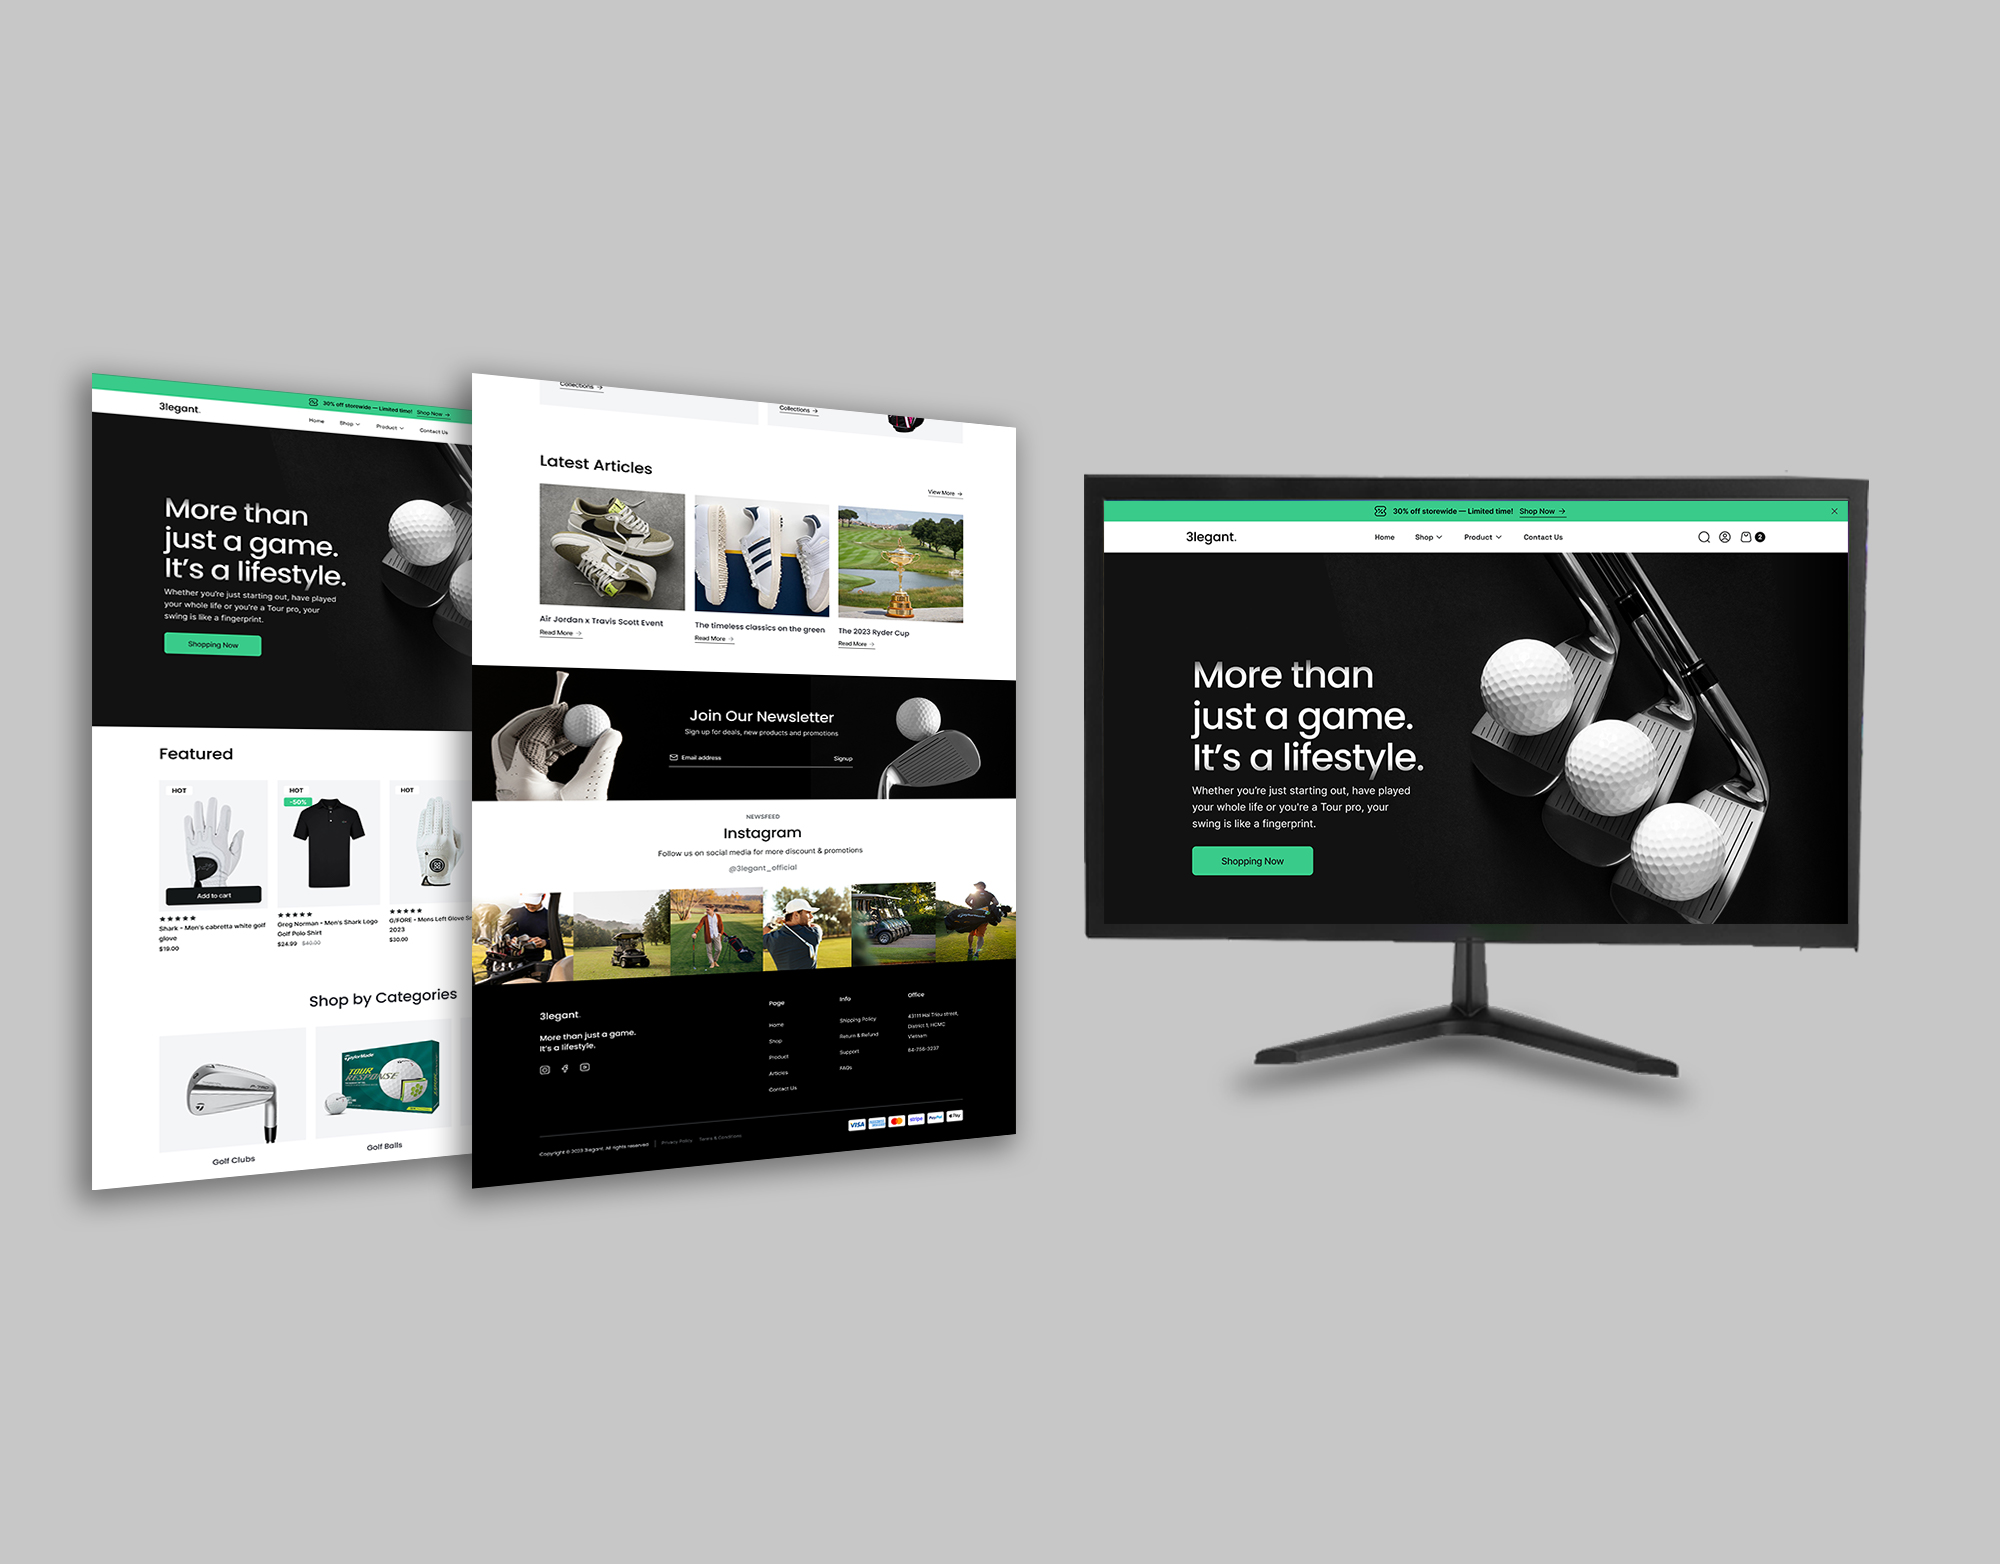 30% off storewide — Limited time! Shop Now →
3legant.
Home Shop Product Contact Us
More than
just a game.
It's a lifestyle.
Whether you're just starting out, have played
your whole life or you're a Tour pro, your
swing is like a fingerprint.
Shopping Now
Featured
HOT
HOT
-50%
HOT
Add to cart
Shark - Men's cabretta white golf
glove
$19.00
Greg Norman - Men's Shark Logo
Golf Polo Shirt
$24.99 $40.00
G/FORE - Mens Left Glove
2023
$30.00
Shop by Categories
TaylorMade
TOUR
RESPONSE
Golf Clubs
Golf Balls
Collections →
Collections →
Latest Articles
View More →
Air Jordan x Travis Scott Event
Read More →
The timeless classics on the green
Read More →
The 2023 Ryder Cup
Read More →
Join Our Newsletter
Sign up for deals, new products and promotions
Email address Signup
NEWSFEED
Instagram
Follow us on social media for more discount & promotions
@3legant_official
3legant.
More than just a game.
It's a lifestyle.
Page
Home
Shop
Product
Articles
Contact Us
Info
Shipping Policy
Return & Refund
Support
FAQs
Office
43111 Hai Trieu street,
District 1, HCMC
Vietnam
84-756-3237
VISA
stripe
PayPal
Pay
Copyright © 2023 3legant. All rights reserved
Privacy Policy
Terms & Conditions
30% off storewide — Limited time! Shop Now →
3legant.
Home Shop Product Contact Us
2
More than
just a game.
It's a lifestyle.
Whether you're just starting out, have played
your whole life or you're a Tour pro, your
swing is like a fingerprint.
Shopping Now